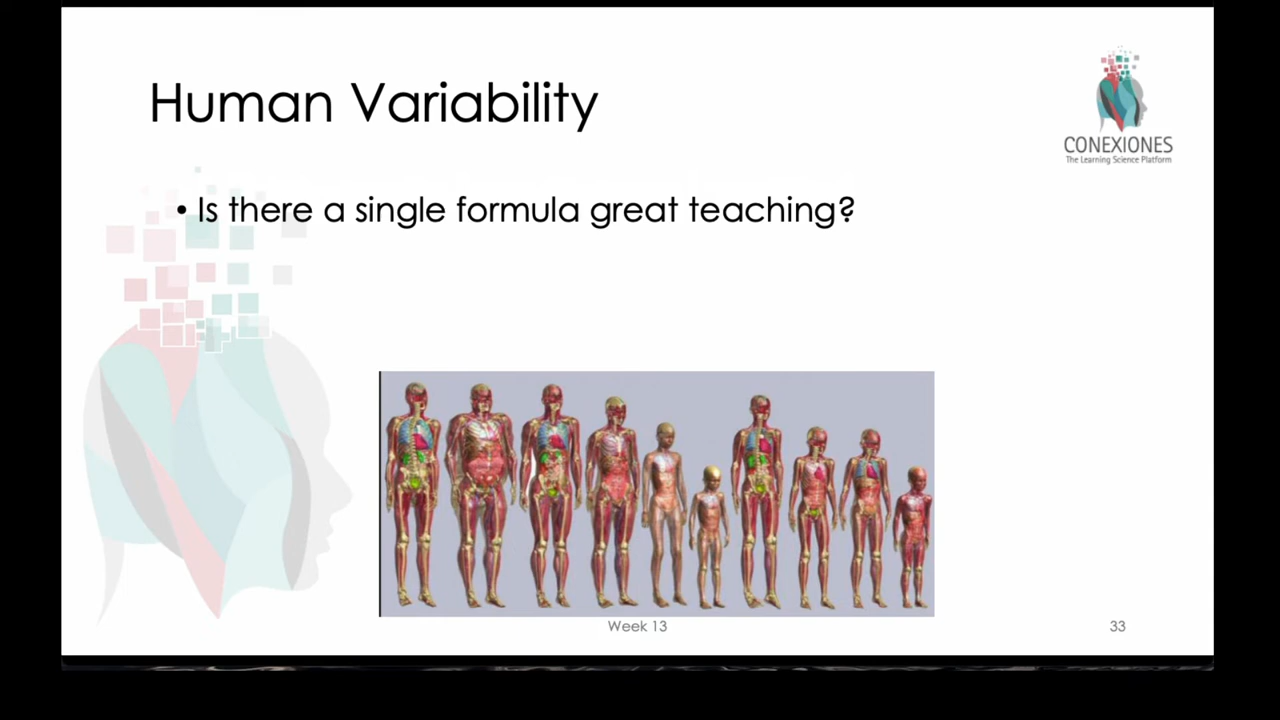 Human Variability
CONEXIONES
The Learning Science Platform
• Is there a single formula great teaching?
Week 13
33